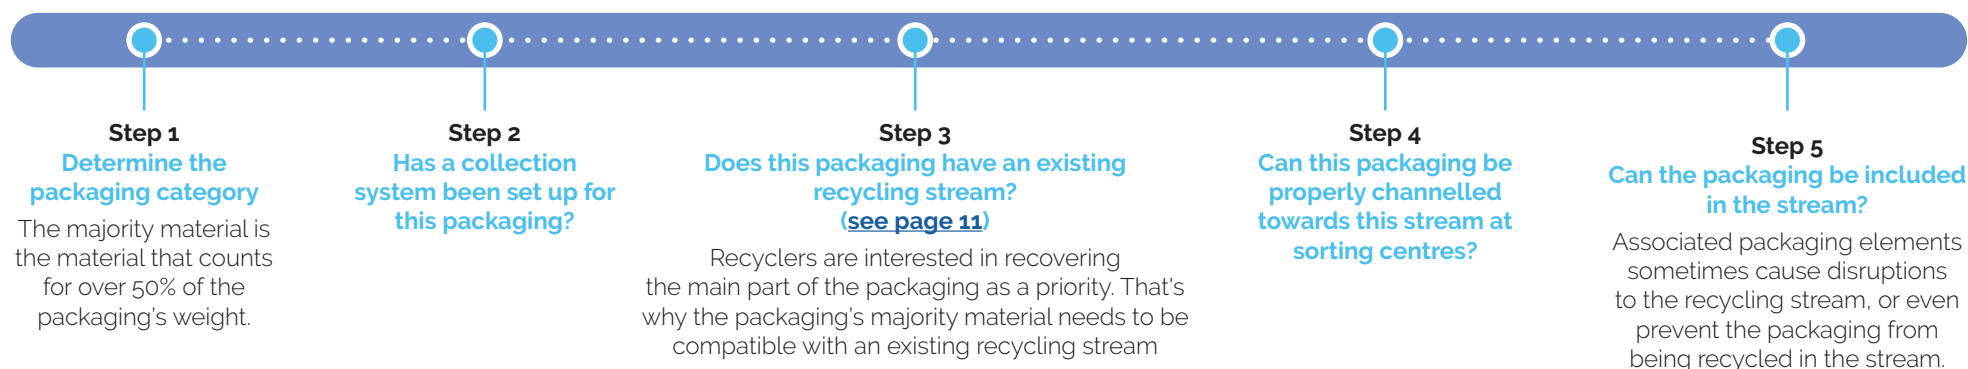 Step 1
Determine the
packaging category
The majority material is
the material that counts
for over 50% of the
packaging's weight.
Step 2
Has a collection
system been set up for
this packaging?
Step 3
Does this packaging have an existing
recycling stream?
(see page 11)
Recyclers are interested in recovering
the main part of the packaging as a priority. That's
why the packaging's majority material needs to be
compatible with an existing recycling stream
Step 4
Can this packaging be
properly channelled
towards this stream at
sorting centres?
Step 5
Can the packaging be included
in the stream?
Associated packaging elements
sometimes cause disruptions
to the recycling stream, or even
prevent the packaging from
being recycled in the stream.